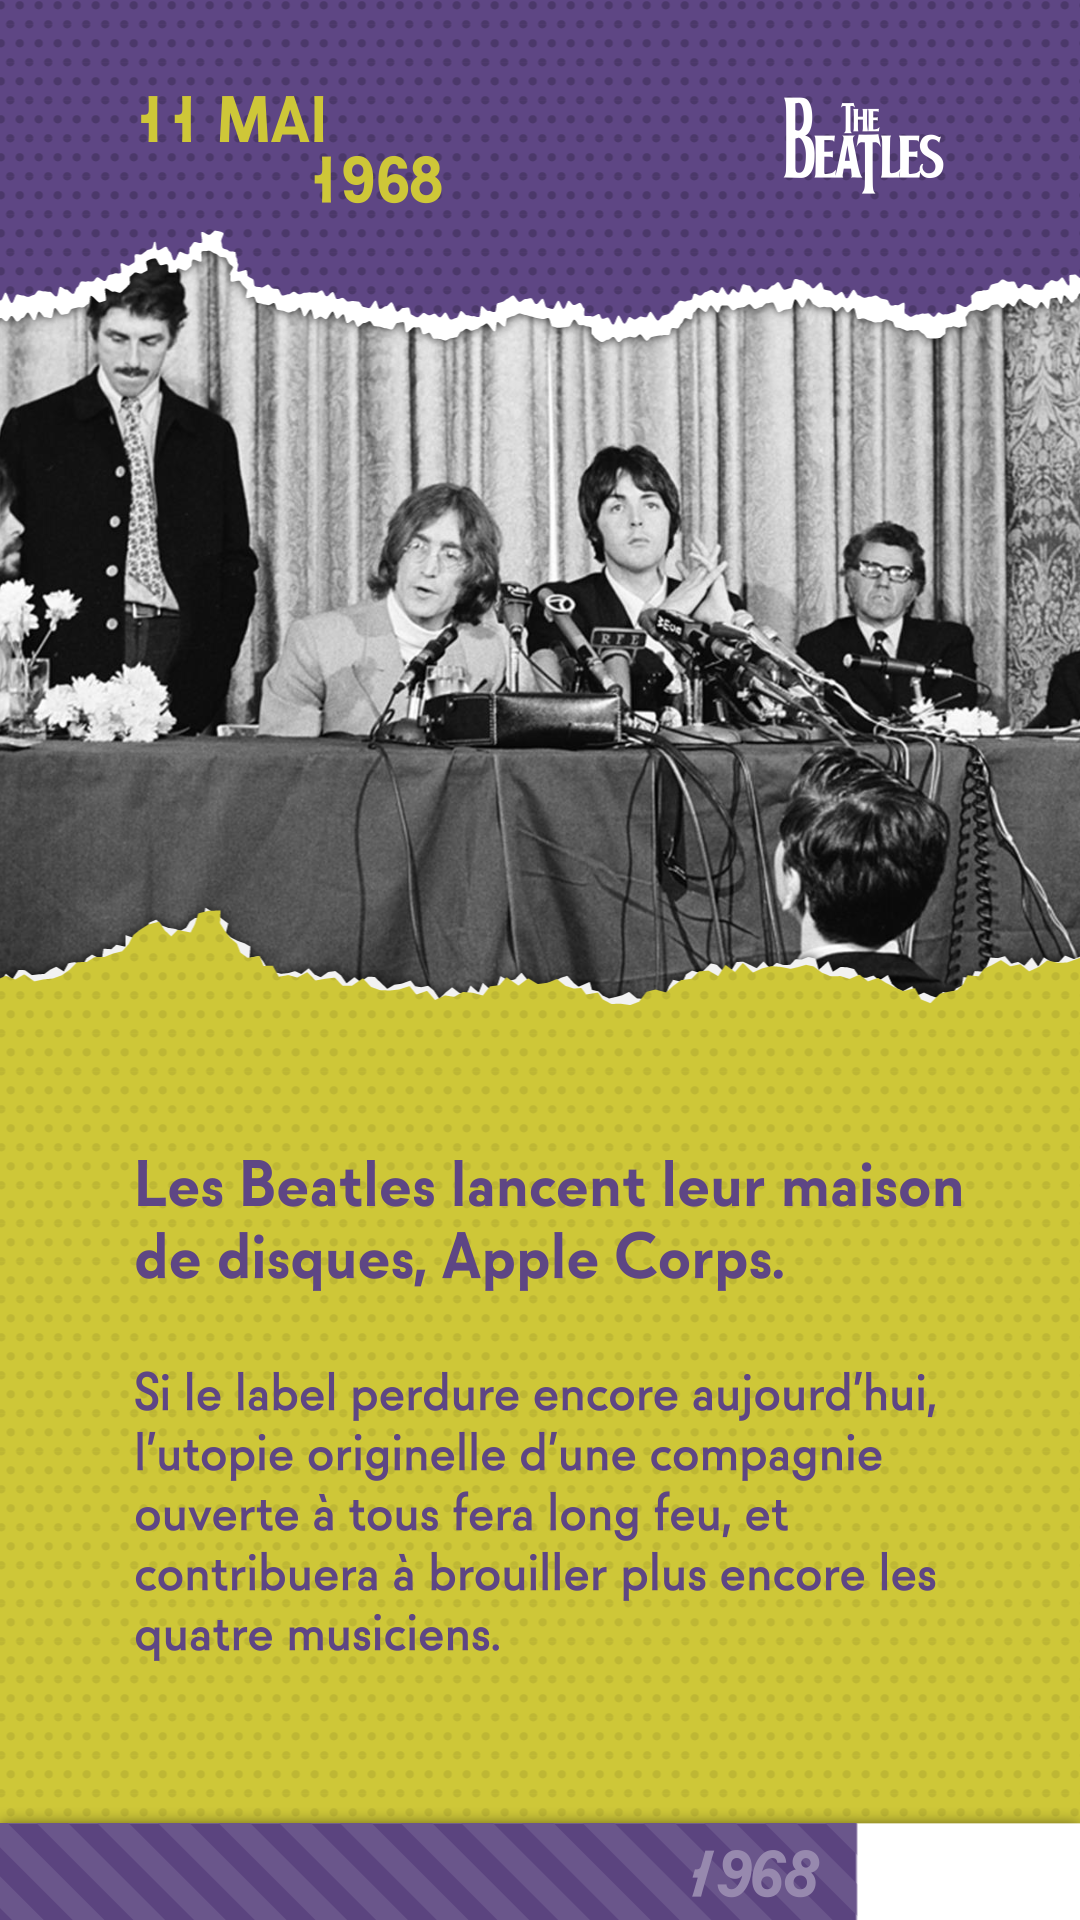 11 MAI
1968
THE
BEATLES
RFE
Les Beatles lancent leur maison
de disques, Apple Corps.
Si le label perdure encore aujourd’hui,
l’utopie originelle d’une compagnie
ouverte à tous fera long feu, et
contribuera à brouiller plus encore les
quatre musiciens.
1968